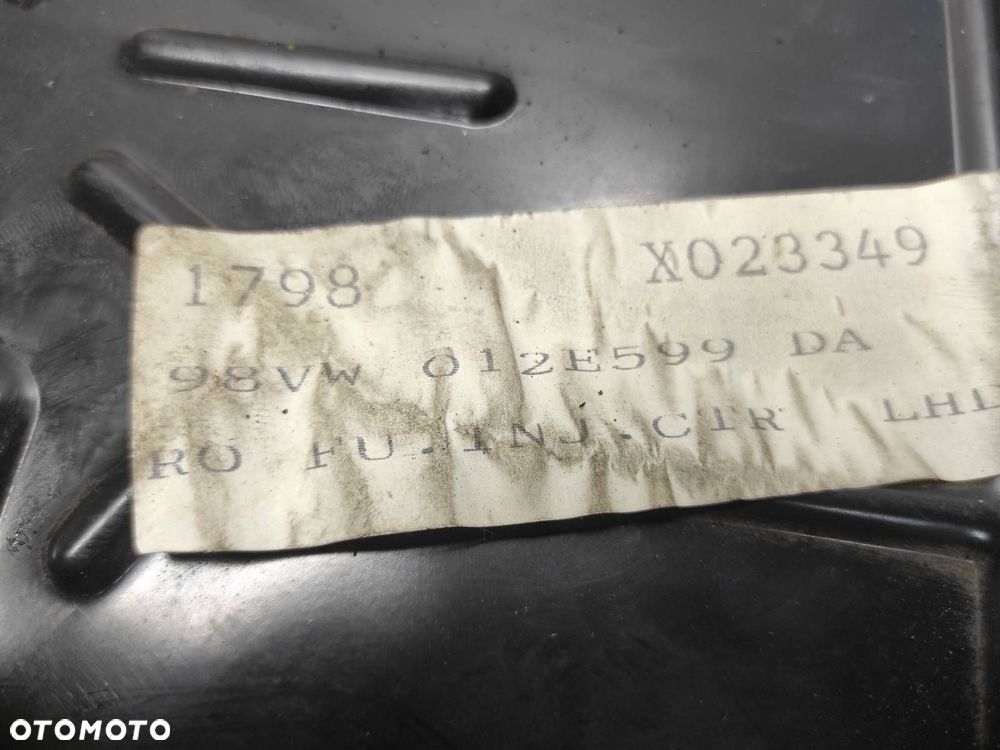 1798 X023349
98VW 012E599 DA
RO FU.INJ.CTR LHD
OTOMOTO